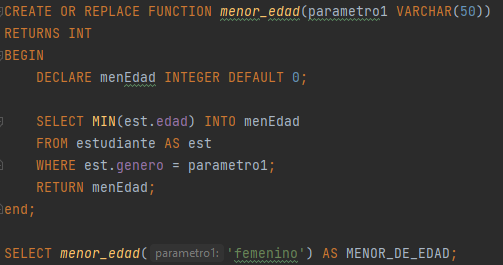 CREATE OR REPLACE FUNCTION menor_edad(parametro1 VARCHAR(50))
RETURNS INT
BEGIN
DECLARE menEdad INTEGER DEFAULT 0;
SELECT MIN(est.edad) INTO menEdad
FROM estudiante AS est
WHERE est.genero = parametro1;
RETURN menEdad;
end;
SELECT menor_edad( parametro1: 'femenino') AS MENOR_DE_EDAD;